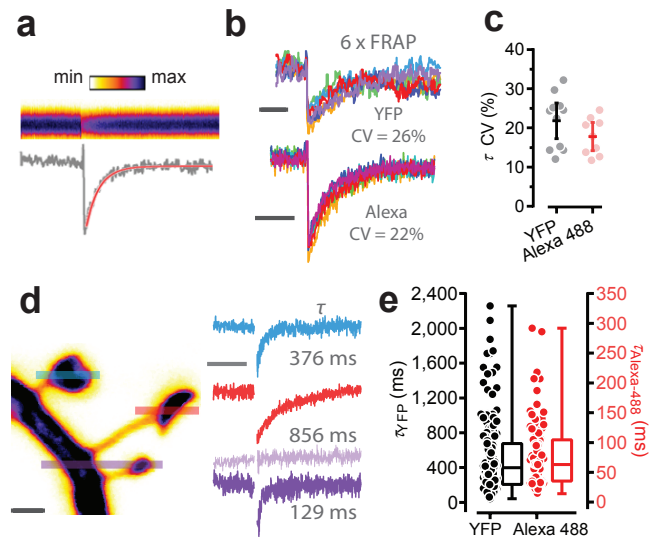 a
min
max
b
6 x FRAP
YFP
CV = 26%
Alexa
CV = 22%
c
τ CV (%)
40
30
20
10
0
YFP
Alexa 488
d
τ
376 ms
856 ms
129 ms
e
τYFP (ms)
2,400
2,000
1,600
1,200
800
400
0
350
300
250
200
150
100
50
0
τAlexa-488 (ms)
YFP
Alexa 488